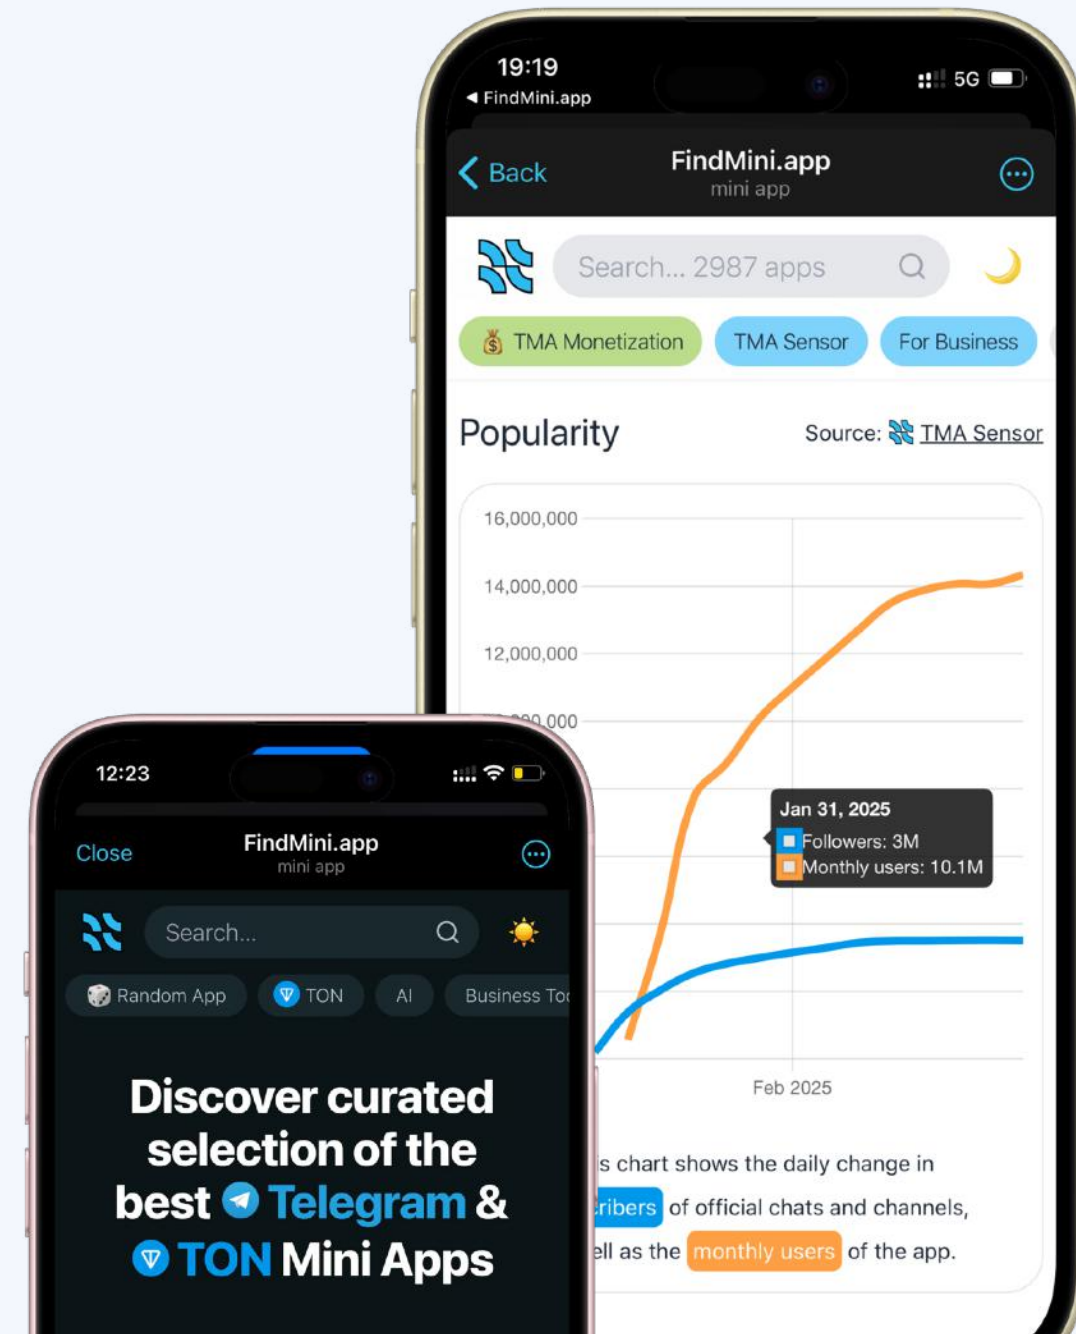 19:19
5G
◀ FindMini.app
Back
FindMini.app
mini app
Search... 2987 apps
TMA Monetization
TMA Sensor
For Business
Popularity
Source: TMA Sensor
16,000,000
14,000,000
12,000,000
000
Jan 31, 2025
Followers: 3M
Monthly users: 10.1M
Feb 2025
s chart shows the daily change in
ribers of official chats and channels,
ell as the monthly users of the app.
12:23
Close
FindMini.app
mini app
Search...
Random App
TON
AI
Business Too
Discover curated
selection of the
best Telegram &
TON Mini Apps